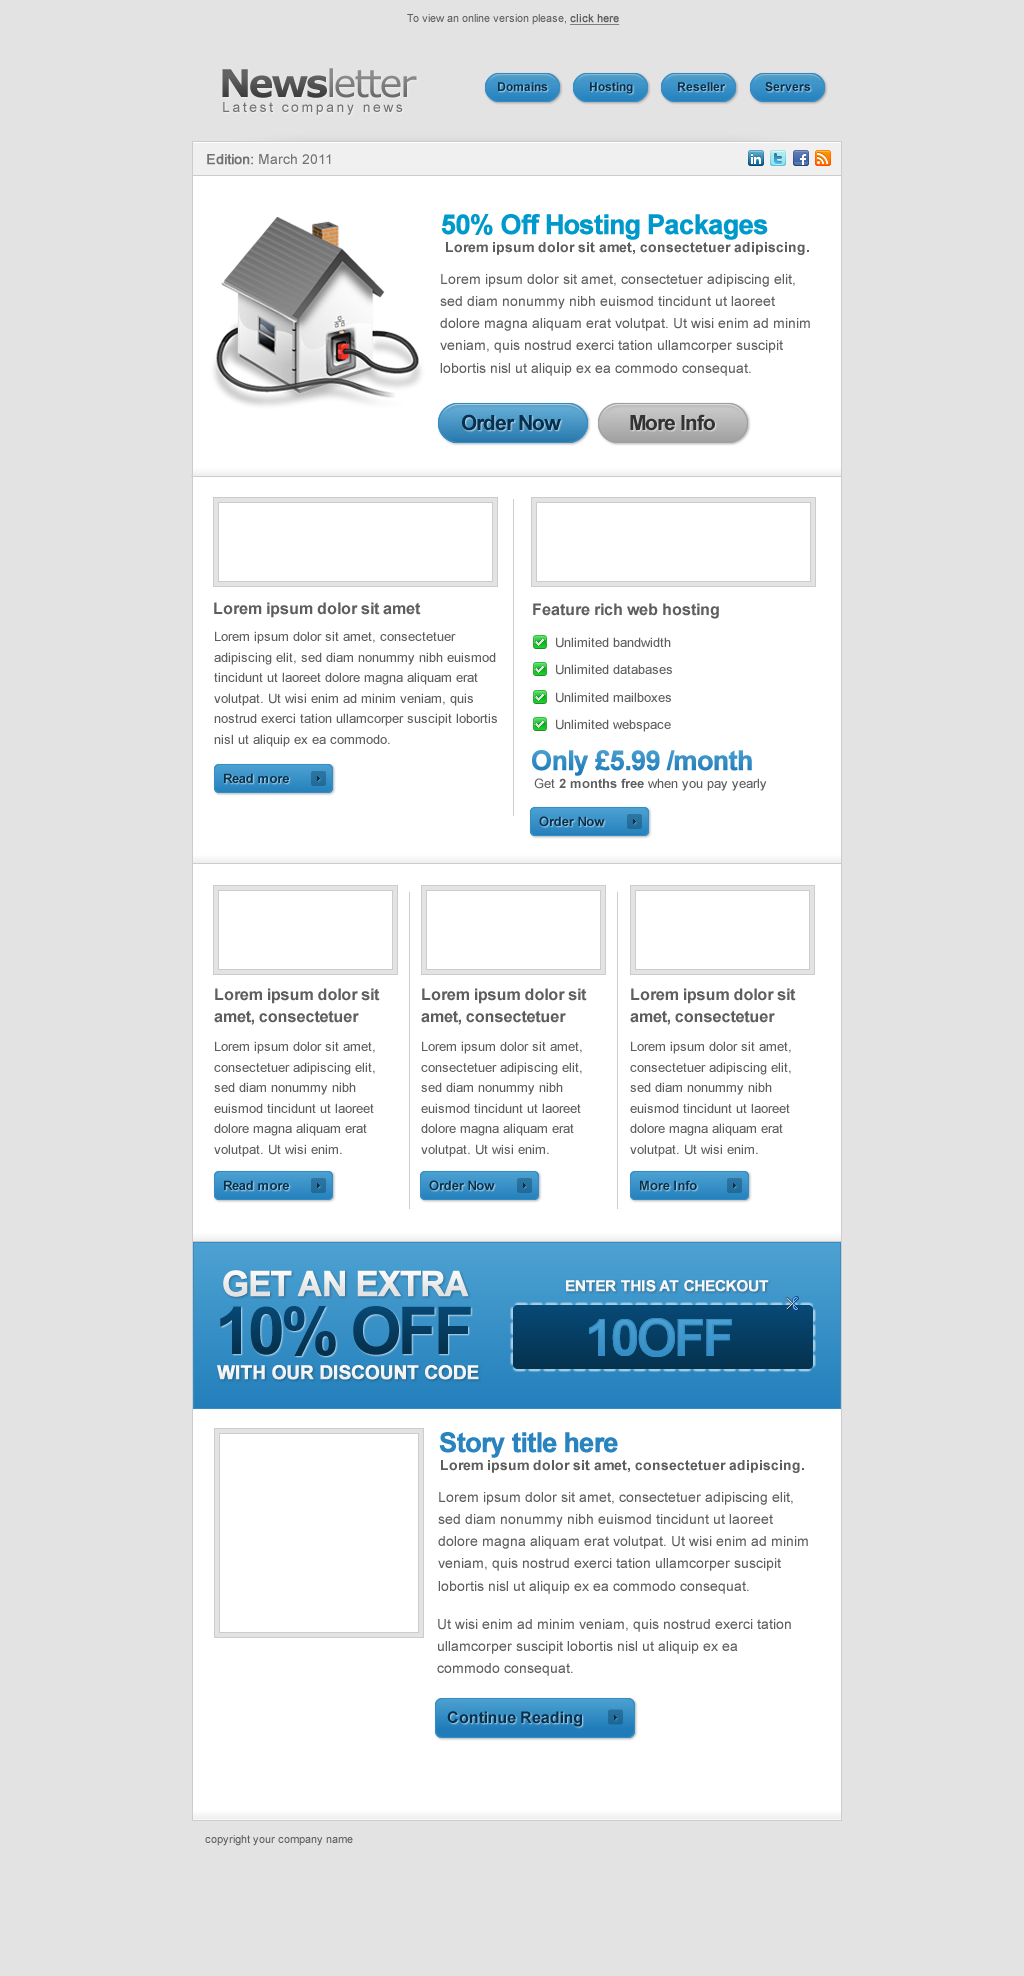 To view an online version please, click here
Newsletter
Latest company news
Domains
Hosting
Reseller
Servers
Edition: March 2011
50% Off Hosting Packages
Lorem ipsum dolor sit amet, consectetuer adipiscing.
Lorem ipsum dolor sit amet, consectetuer adipiscing elit,
sed diam nonummy nibh euismod tincidunt ut laoreet
dolore magna aliquam erat volutpat. Ut wisi enim ad minim
veniam, quis nostrud exerci tation ullamcorper suscipit
lobortis nisl ut aliquip ex ea commodo consequat.
Order Now
More Info
Lorem ipsum dolor sit amet
Lorem ipsum dolor sit amet, consectetuer
adipiscing elit, sed diam nonummy nibh euismod
tincidunt ut laoreet dolore magna aliquam erat
volutpat. Ut wisi enim ad minim veniam, quis
nostrud exerci tation ullamcorper suscipit lobortis
nisl ut aliquip ex ea commodo.
Read more
Feature rich web hosting
Unlimited bandwidth
Unlimited databases
Unlimited mailboxes
Unlimited webspace
Only £5.99 /month
Get 2 months free when you pay yearly
Order Now
Lorem ipsum dolor sit
amet, consectetuer
Lorem ipsum dolor sit amet,
consectetuer adipiscing elit,
sed diam nonummy nibh
euismod tincidunt ut laoreet
dolore magna aliquam erat
volutpat. Ut wisi enim.
Read more
Lorem ipsum dolor sit
amet, consectetuer
Lorem ipsum dolor sit amet,
consectetuer adipiscing elit,
sed diam nonummy nibh
euismod tincidunt ut laoreet
dolore magna aliquam erat
volutpat. Ut wisi enim.
Order Now
Lorem ipsum dolor sit
amet, consectetuer
Lorem ipsum dolor sit amet,
consectetuer adipiscing elit,
sed diam nonummy nibh
euismod tincidunt ut laoreet
dolore magna aliquam erat
volutpat. Ut wisi enim.
More Info
GET AN EXTRA
10% OFF
WITH OUR DISCOUNT CODE
ENTER THIS AT CHECKOUT
10OFF
Story title here
Lorem ipsum dolor sit amet, consectetuer adipiscing.
Lorem ipsum dolor sit amet, consectetuer adipiscing elit,
sed diam nonummy nibh euismod tincidunt ut laoreet
dolore magna aliquam erat volutpat. Ut wisi enim ad minim
veniam, quis nostrud exerci tation ullamcorper suscipit
lobortis nisl ut aliquip ex ea commodo consequat.
Ut wisi enim ad minim veniam, quis nostrud exerci tation
ullamcorper suscipit lobortis nisl ut aliquip ex ea
commodo consequat.
Continue Reading
copyright your company name